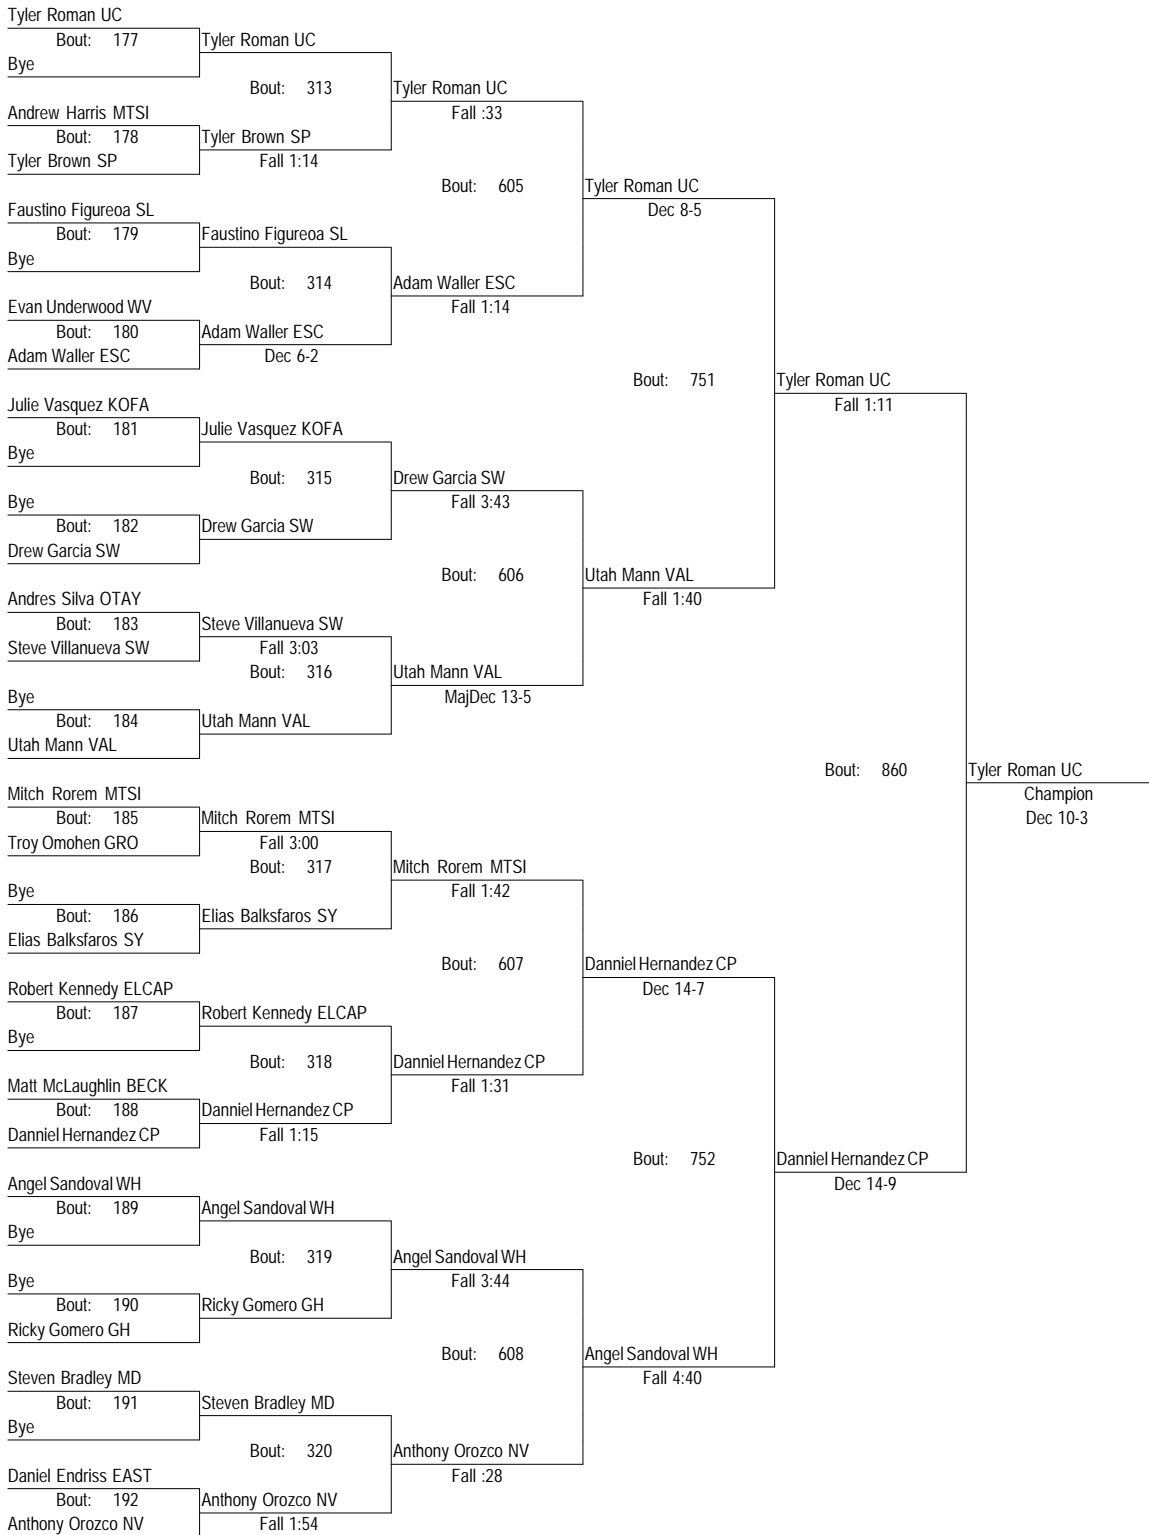 Tyler Roman UC
Bout: 177 Tyler Roman UC
Bye
Bout: 313 Tyler Roman UC
Andrew Harris MTSI Fall :33
Bout: 178 Tyler Brown SP
Tyler Brown SP Fall 1:14
Bout: 605 Tyler Roman UC
Faustino Figureoa SL Dec 8-5
Bout: 179 Faustino Figureoa SL
Bye
Bout: 314 Adam Waller ESC
Evan Underwood WV Fall 1:14
Bout: 180 Adam Waller ESC
Adam Waller ESC Dec 6-2
Bout: 751 Tyler Roman UC
Julie Vasquez KOFA Fall 1:11
Bout: 181 Julie Vasquez KOFA
Bye
Bout: 315 Drew Garcia SW
Bye Fall 3:43
Bout: 182 Drew Garcia SW
Drew Garcia SW
Bout: 606 Utah Mann VAL
Andres Silva OTAY Fall 1:40
Bout: 183 Steve Villanueva SW
Steve Villanueva SW Fall 3:03
Bout: 316 Utah Mann VAL
Bye MajDec 13-5
Bout: 184 Utah Mann VAL
Utah Mann VAL
Bout: 860 Tyler Roman UC
Mitch Rorem MTSI Champion
Bout: 185 Mitch Rorem MTSI Dec 10-3
Troy Omohen GRO Fall 3:00
Bout: 317 Mitch Rorem MTSI
Bye Fall 1:42
Bout: 186 Elias Balksfaros SY
Elias Balksfaros SY
Bout: 607 Danniel Hernandez CP
Robert Kennedy ELCAP Dec 14-7
Bout: 187 Robert Kennedy ELCAP
Bye
Bout: 318 Danniel Hernandez CP
Matt McLaughlin BECK Fall 1:31
Bout: 188 Danniel Hernandez CP
Danniel Hernandez CP Fall 1:15
Bout: 752 Danniel Hernandez CP
Angel Sandoval WH Dec 14-9
Bout: 189 Angel Sandoval WH
Bye
Bout: 319 Angel Sandoval WH
Bye Fall 3:44
Bout: 190 Ricky Gomero GH
Ricky Gomero GH
Bout: 608 Angel Sandoval WH
Steven Bradley MD Fall 4:40
Bout: 191 Steven Bradley MD
Bye
Bout: 320 Anthony Orozco NV
Daniel Endriss EAST Fall :28
Bout: 192 Anthony Orozco NV
Anthony Orozco NV Fall 1:54